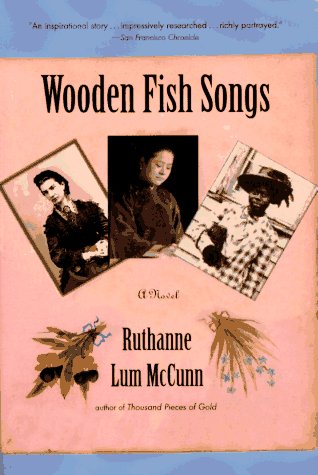 "An inspirational story . . . impressively researched . . . richly portrayed."
—San Francisco Chronicle
Wooden Fish Songs
A Novel
Ruthanne
Lum McCunn
author of Thousand Pieces of Gold